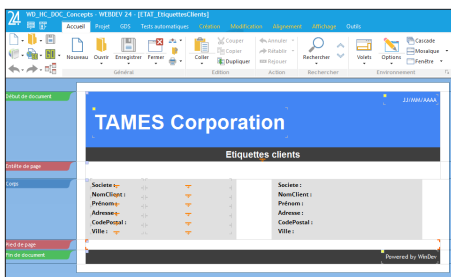 24 WD_HC_DOC_Concepts - WEBDEV 24 - [ETAT_EtiquettesClients]
Accueil Projet GDS Tests automatiques Création Modification Alignement Affichage Outils
Nouveau Ouvrir Enregistrer Fermer Coller Couper Copier Dupliquer Annuler Rétablir Rejouer Rechercher Volets Options Cascade Mosaïque Fenêtre
Général Edition Action Rechercher Environnement
Début de document
JJ/MM/AAAA
TAMES Corporation
Etiquettes clients
Entête de page
Corps
Societe : Societe :
NomClient : NomClient :
Prénom : Prénom :
Adresse : Adresse :
CodePostal : CodePostal :
Ville : Ville :
Pied de page
Fin de document
Powered by WinDev